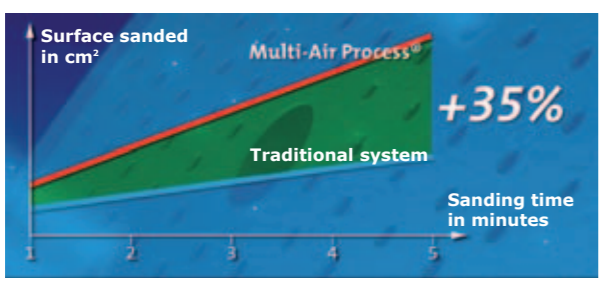 Surface sanded
in cm²
Multi-Air Process®
+35%
Traditional system
Sanding time
in minutes
1 2 3 4 5